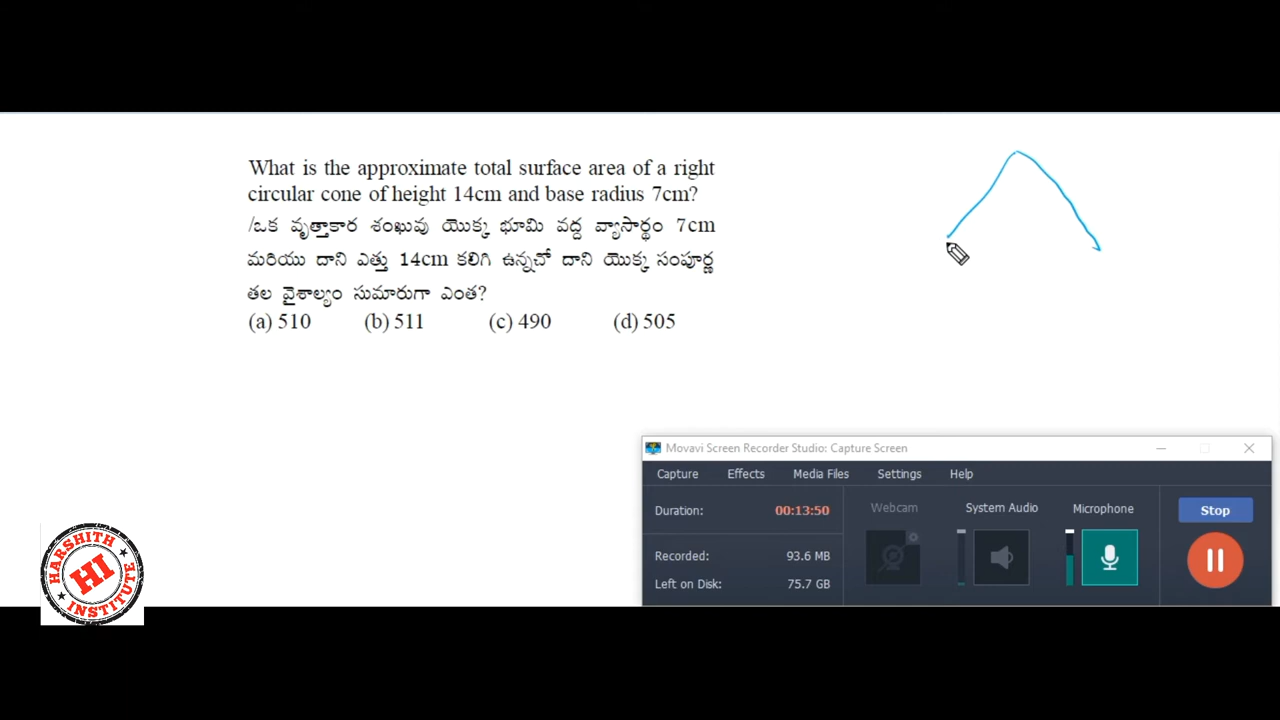 What is the approximate total surface area of a right
circular cone of height 14cm and base radius 7cm?
/ఒక వృత్తాకార శంఖువు యొక్క భూమి వద్ద వ్యాసార్థం 7cm
మరియు దాని ఎత్తు 14cm కలిగి ఉన్నచో దాని యొక్క సంపూర్ణ
తల వైశాల్యం సుమారుగా ఎంత?
(a) 510 (b) 511 (c) 490 (d) 505
Movavi Screen Recorder Studio: Capture Screen
Capture Effects Media Files Settings Help
Duration: 00:13:50 Webcam System Audio Microphone Stop
Recorded: 93.6 MB
Left on Disk: 75.7 GB
HARSHITH
HI
INSTITUTE